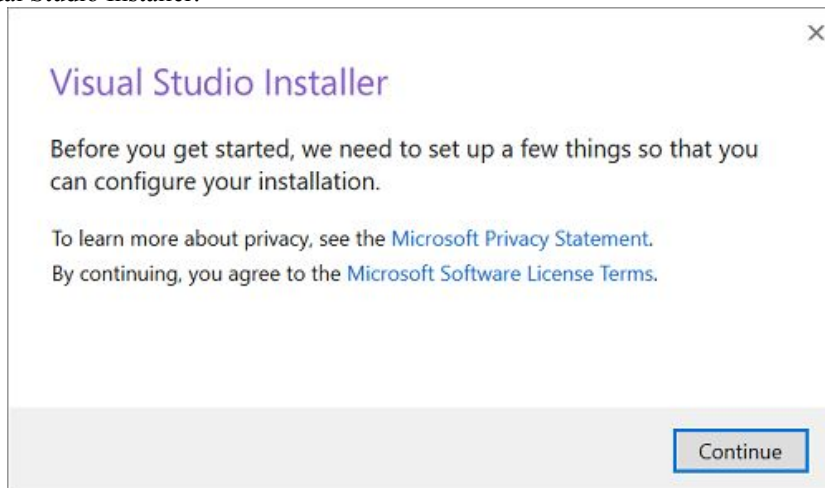 Studio Installer.
Visual Studio Installer
Before you get started, we need to set up a few things so that you
can configure your installation.
To learn more about privacy, see the Microsoft Privacy Statement.
By continuing, you agree to the Microsoft Software License Terms.
Continue